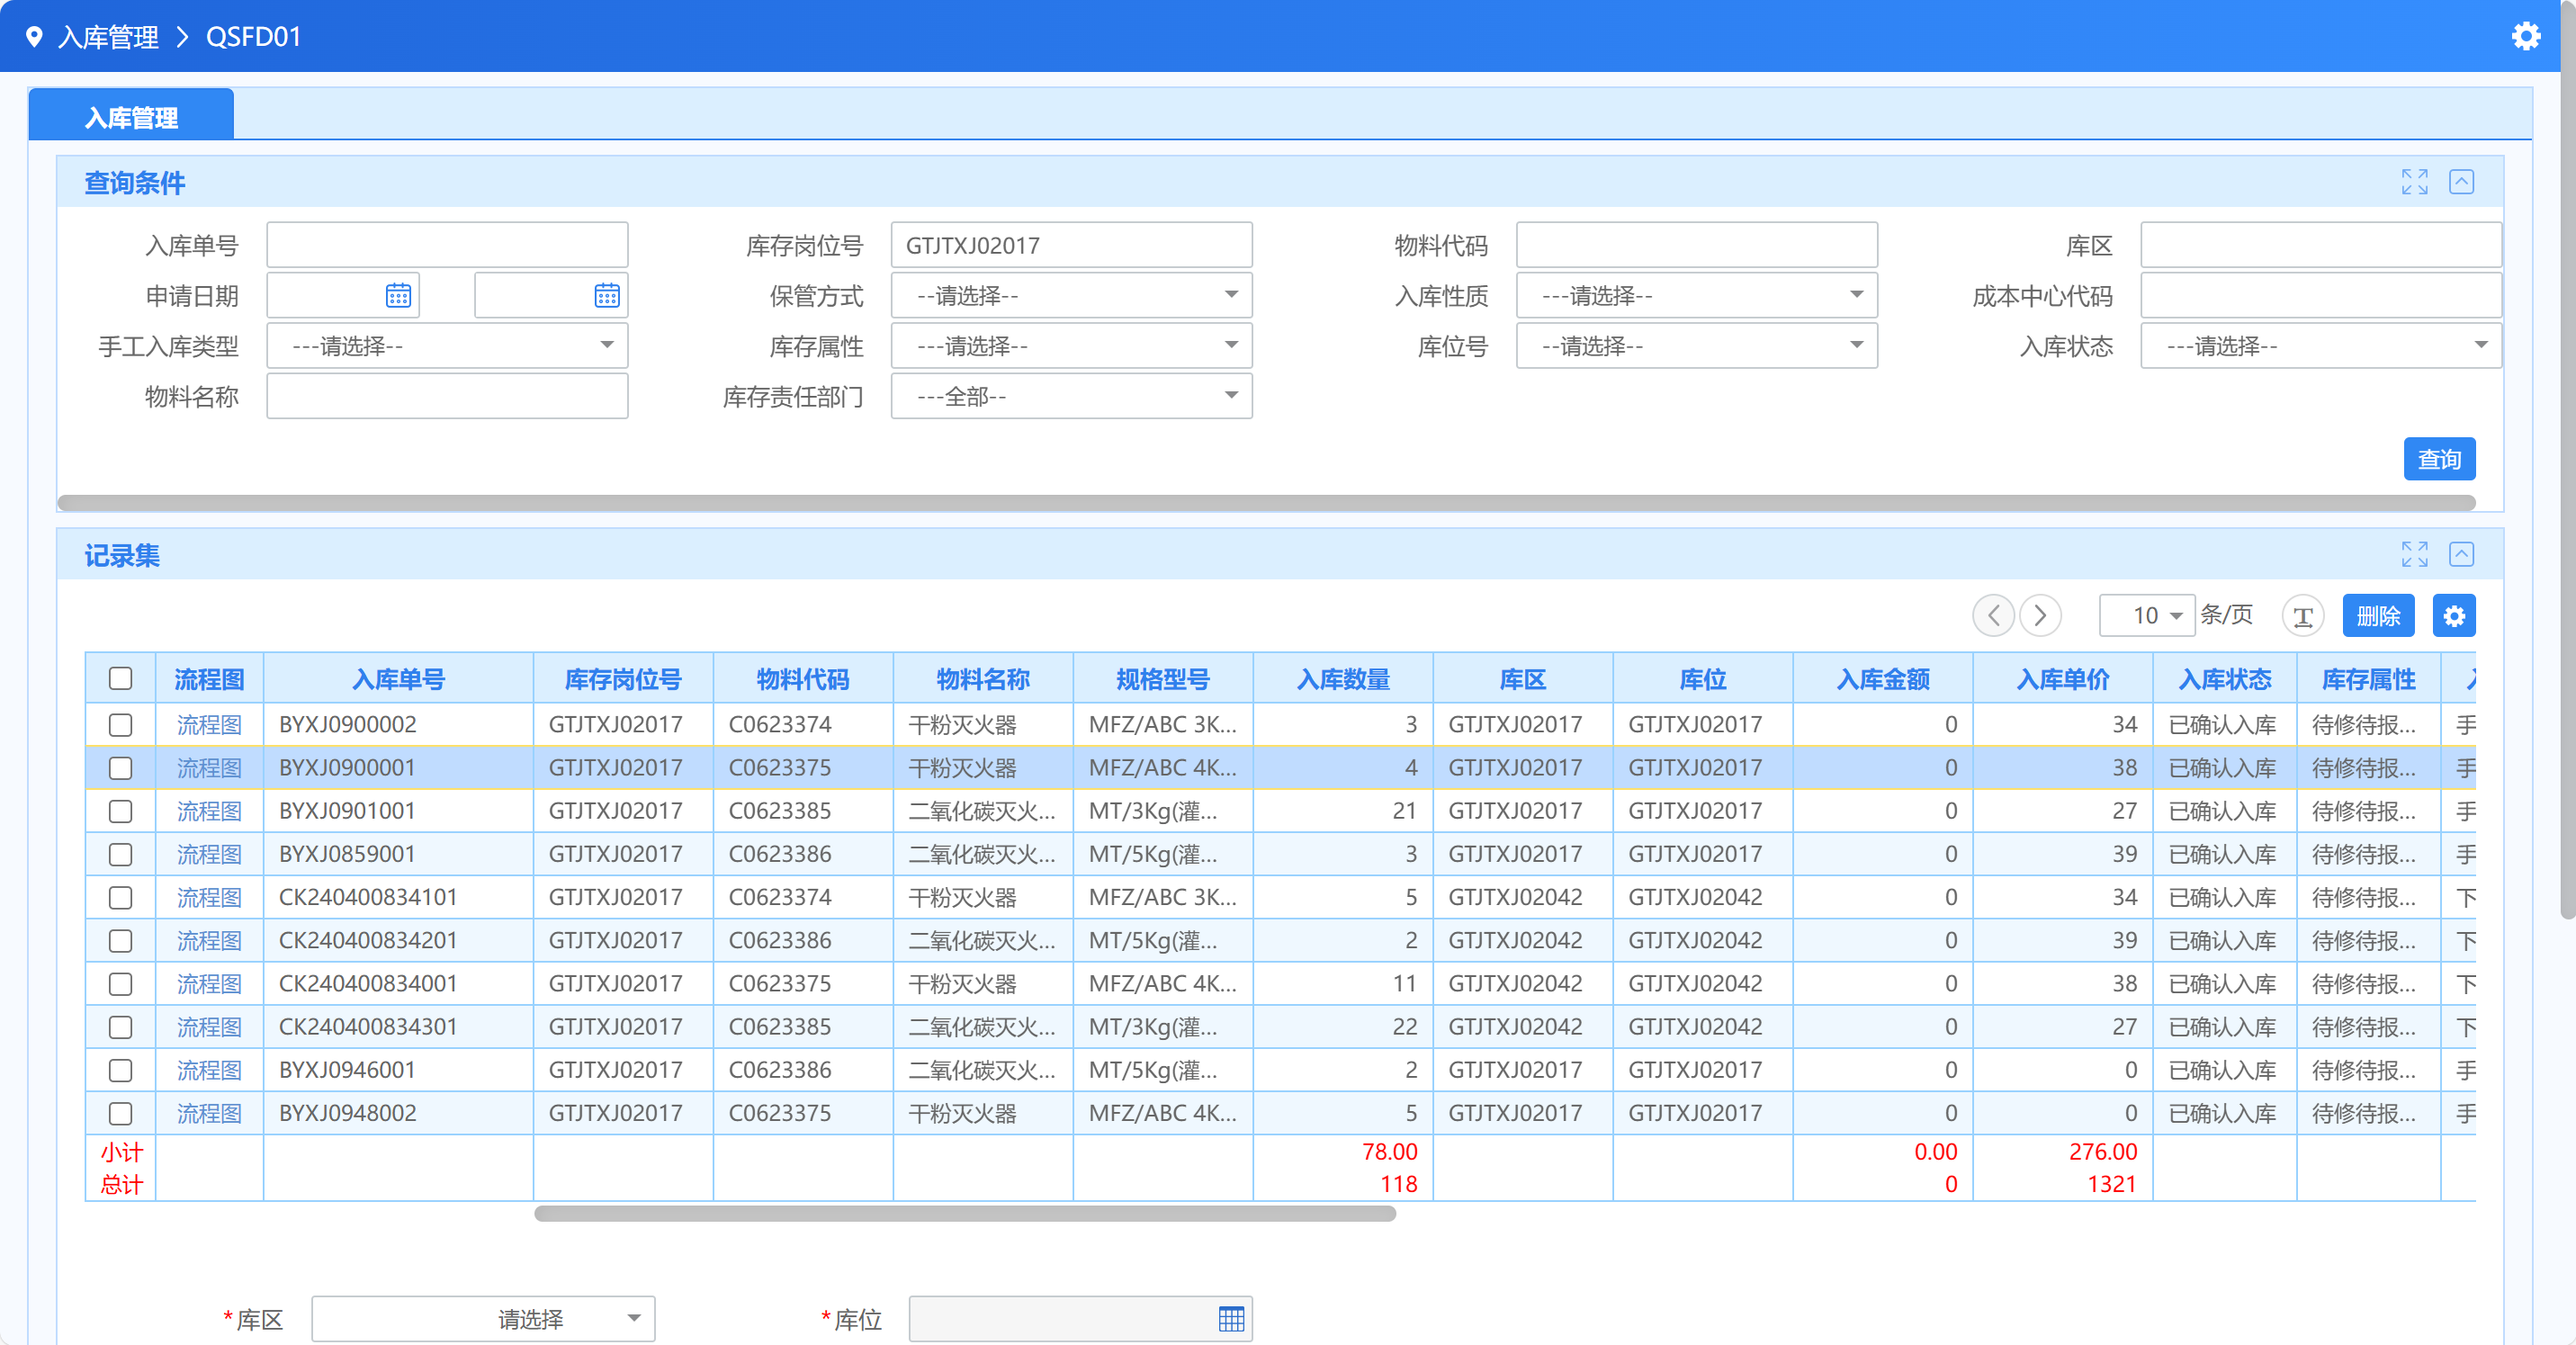 入库管理 QSFD01
入库管理
查询条件
入库单号 库存岗位号 GTJTXJ02017 物料代码 库区
申请日期 保管方式 --请选择-- 入库性质 ---请选择-- 成本中心代码
手工入库类型 ---请选择-- 库存属性 ---请选择-- 库位号 --请选择-- 入库状态 ---请选择--
物料名称 库存责任部门 ---全部--
查询
记录集
10 条/页 T 删除
流程图 入库单号 库存岗位号 物料代码 物料名称 规格型号 入库数量 库区 库位 入库金额 入库单价 入库状态 库存属性
流程图 BYXJ0900002 GTJTXJ02017 C0623374 干粉灭火器 MFZ/ABC 3K... 3 GTJTXJ02017 GTJTXJ02017 0 34 已确认入库 待修待报... 手
流程图 BYXJ0900001 GTJTXJ02017 C0623375 干粉灭火器 MFZ/ABC 4K... 4 GTJTXJ02017 GTJTXJ02017 0 38 已确认入库 待修待报... 手
流程图 BYXJ0901001 GTJTXJ02017 C0623385 二氧化碳灭火... MT/3Kg(灌... 21 GTJTXJ02017 GTJTXJ02017 0 27 已确认入库 待修待报... 手
流程图 BYXJ0859001 GTJTXJ02017 C0623386 二氧化碳灭火... MT/5Kg(灌... 3 GTJTXJ02017 GTJTXJ02017 0 39 已确认入库 待修待报... 手
流程图 CK240400834101 GTJTXJ02017 C0623374 干粉灭火器 MFZ/ABC 3K... 5 GTJTXJ02042 GTJTXJ02042 0 34 已确认入库 待修待报... 下
流程图 CK240400834201 GTJTXJ02017 C0623386 二氧化碳灭火... MT/5Kg(灌... 2 GTJTXJ02042 GTJTXJ02042 0 39 已确认入库 待修待报... 下
流程图 CK240400834001 GTJTXJ02017 C0623375 干粉灭火器 MFZ/ABC 4K... 11 GTJTXJ02042 GTJTXJ02042 0 38 已确认入库 待修待报... 下
流程图 CK240400834301 GTJTXJ02017 C0623385 二氧化碳灭火... MT/3Kg(灌... 22 GTJTXJ02042 GTJTXJ02042 0 27 已确认入库 待修待报... 下
流程图 BYXJ0946001 GTJTXJ02017 C0623386 二氧化碳灭火... MT/5Kg(灌... 2 GTJTXJ02017 GTJTXJ02017 0 0 已确认入库 待修待报... 手
流程图 BYXJ0948002 GTJTXJ02017 C0623375 干粉灭火器 MFZ/ABC 4K... 5 GTJTXJ02017 GTJTXJ02017 0 0 已确认入库 待修待报... 手
小计 78.00 0.00 276.00
总计 118 0 1321
*库区 请选择 *库位